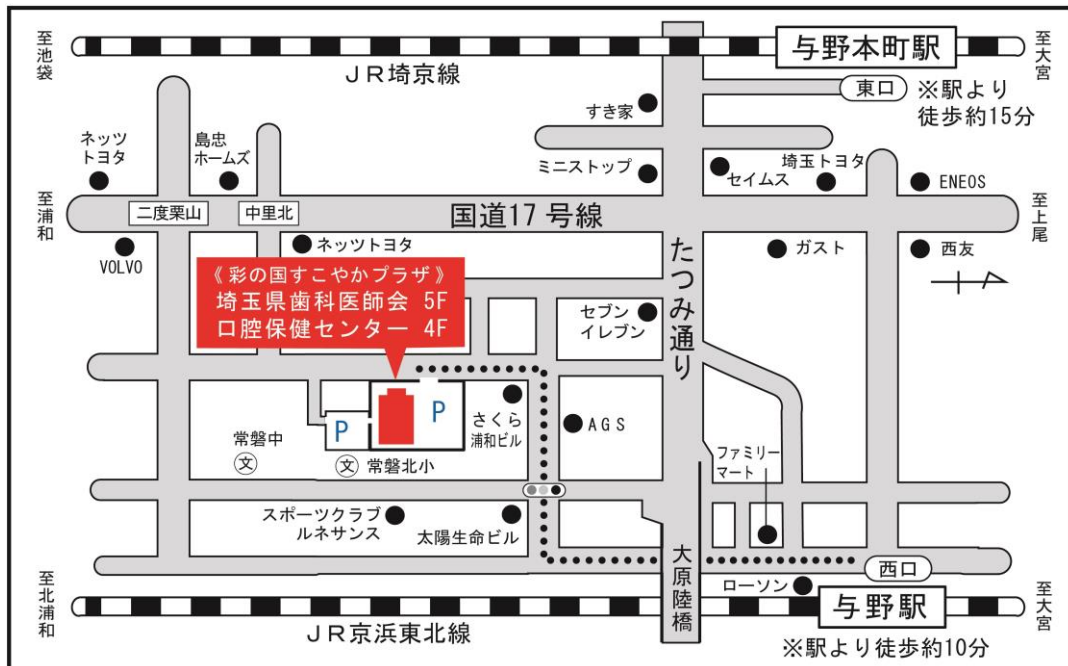 至池袋
JR埼京線
与野本町駅
至大宮
東口
※駅より
徒歩約15分
すき家
ネッツ
トヨタ
島忠
ホームズ
ミニストップ
セイムス
埼玉トヨタ
ENEOS
至浦和
二度栗山
中里北
国道17号線
至上尾
VOLVO
ネッツトヨタ
ガスト
西友
《彩の国すこやかプラザ》
埼玉県歯科医師会 5F
口腔保健センター 4F
セブン
イレブン
たつみ通り
P
P
さくら
浦和ビル
AGS
常磐中
文
文
常磐北小
ファミリー
マート
スポーツクラブ
ルネサンス
太陽生命ビル
大原陸橋
西口
ローソン
至北浦和
JR京浜東北線
与野駅
至大宮
※駅より徒歩約10分